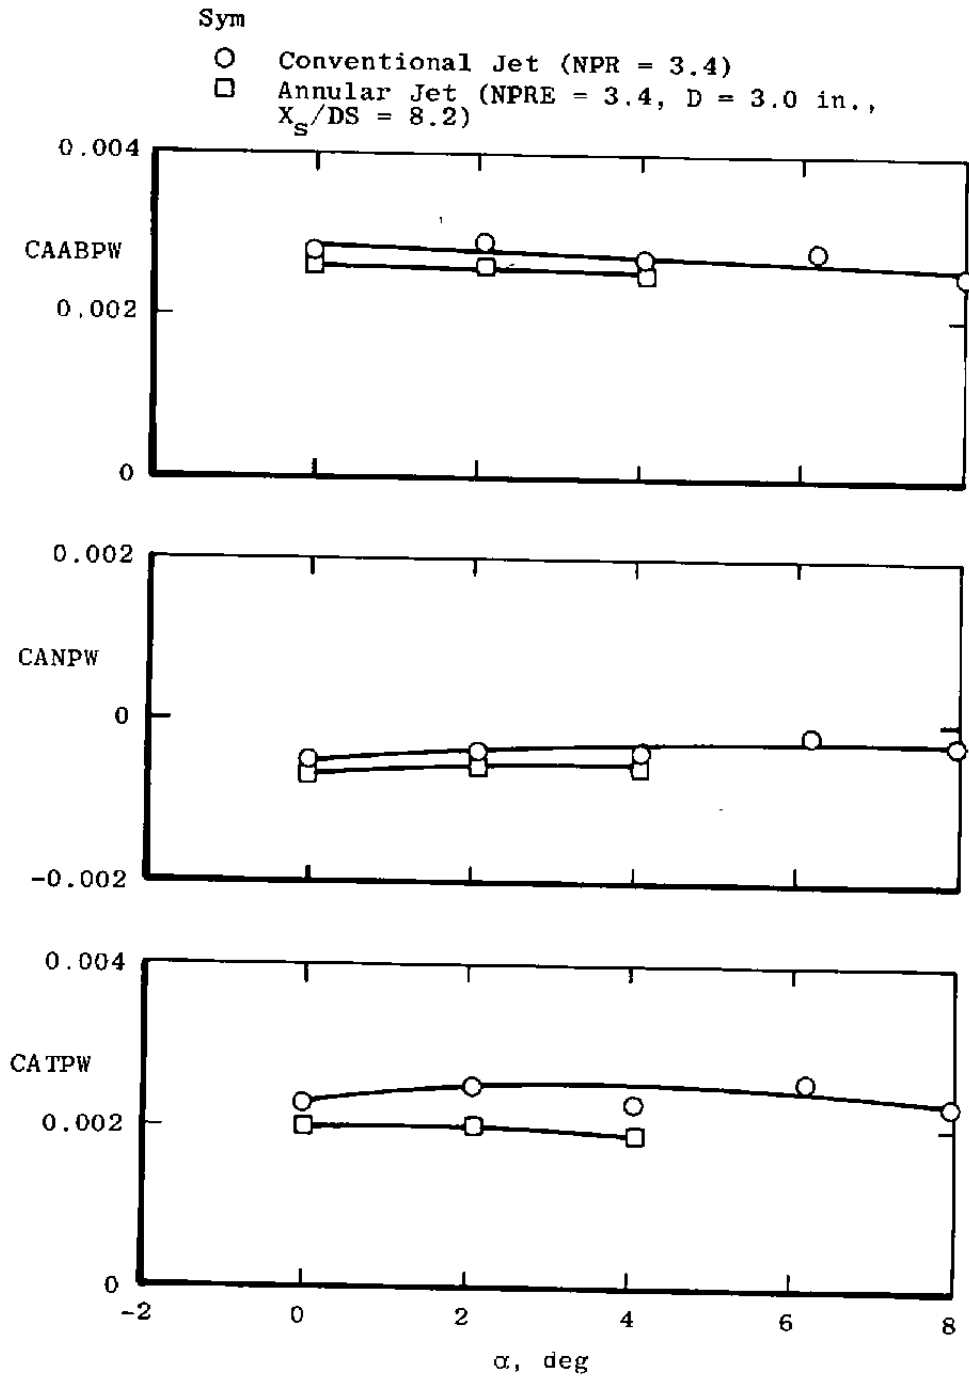 Sym
Conventional Jet (NPR = 3.4)
Annular Jet (NPRE = 3.4, D = 3.0 in.,
Xs/DS = 8.2)
0.004
CAABPW
0.002
0
0.002
CANPW
0
-0.002
0.004
CATPW
0.002
0
-2 0 2 4 6 8
α, deg